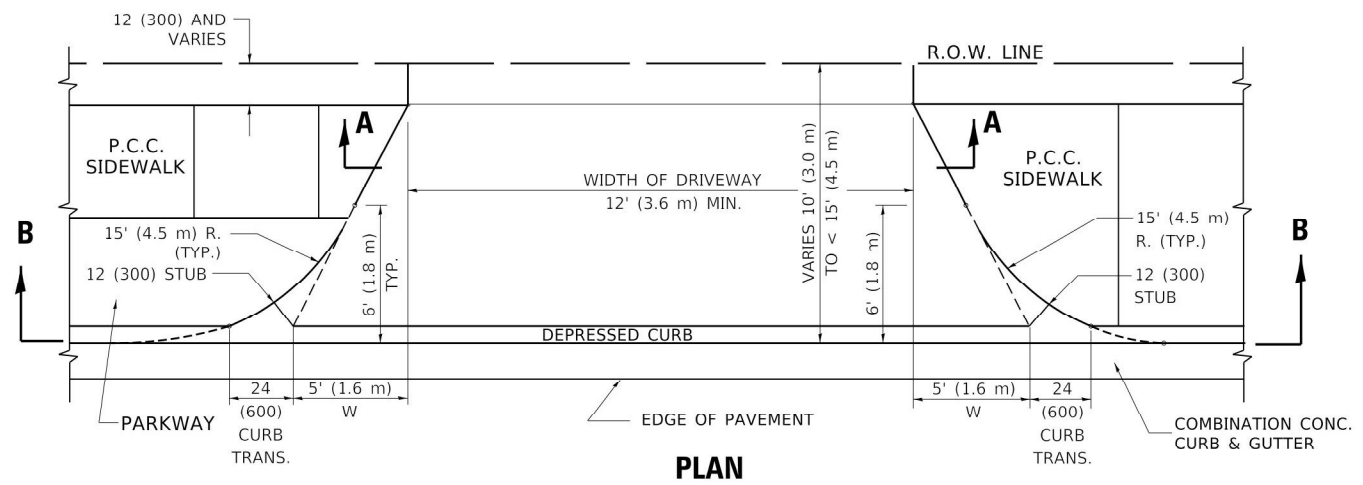 12 (300) AND
VARIES
R.O.W. LINE
A
A
P.C.C.
SIDEWALK
P.C.C.
SIDEWALK
WIDTH OF DRIVEWAY
12' (3.6 m) MIN.
VARIES 10' (3.0 m)
TO < 15' (4.5 m)
B
B
15' (4.5 m) R.
(TYP.)
12 (300) STUB
6' (1.8 m)
TYP.
6' (1.8 m)
15' (4.5 m)
R. (TYP.)
12 (300)
STUB
DEPRESSED CURB
24
(600)
CURB
TRANS.
5' (1.6 m)
W
5' (1.6 m)
W
24
(600)
CURB
TRANS.
PARKWAY
EDGE OF PAVEMENT
COMBINATION CONC.
CURB & GUTTER
PLAN